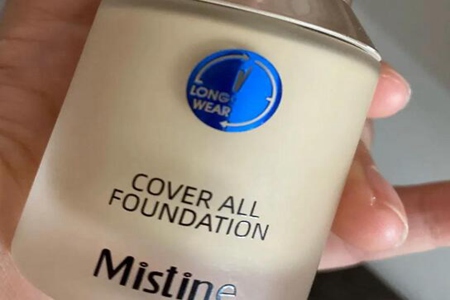 LONG
WEAR
COVER ALL
FOUNDATION
Mistine